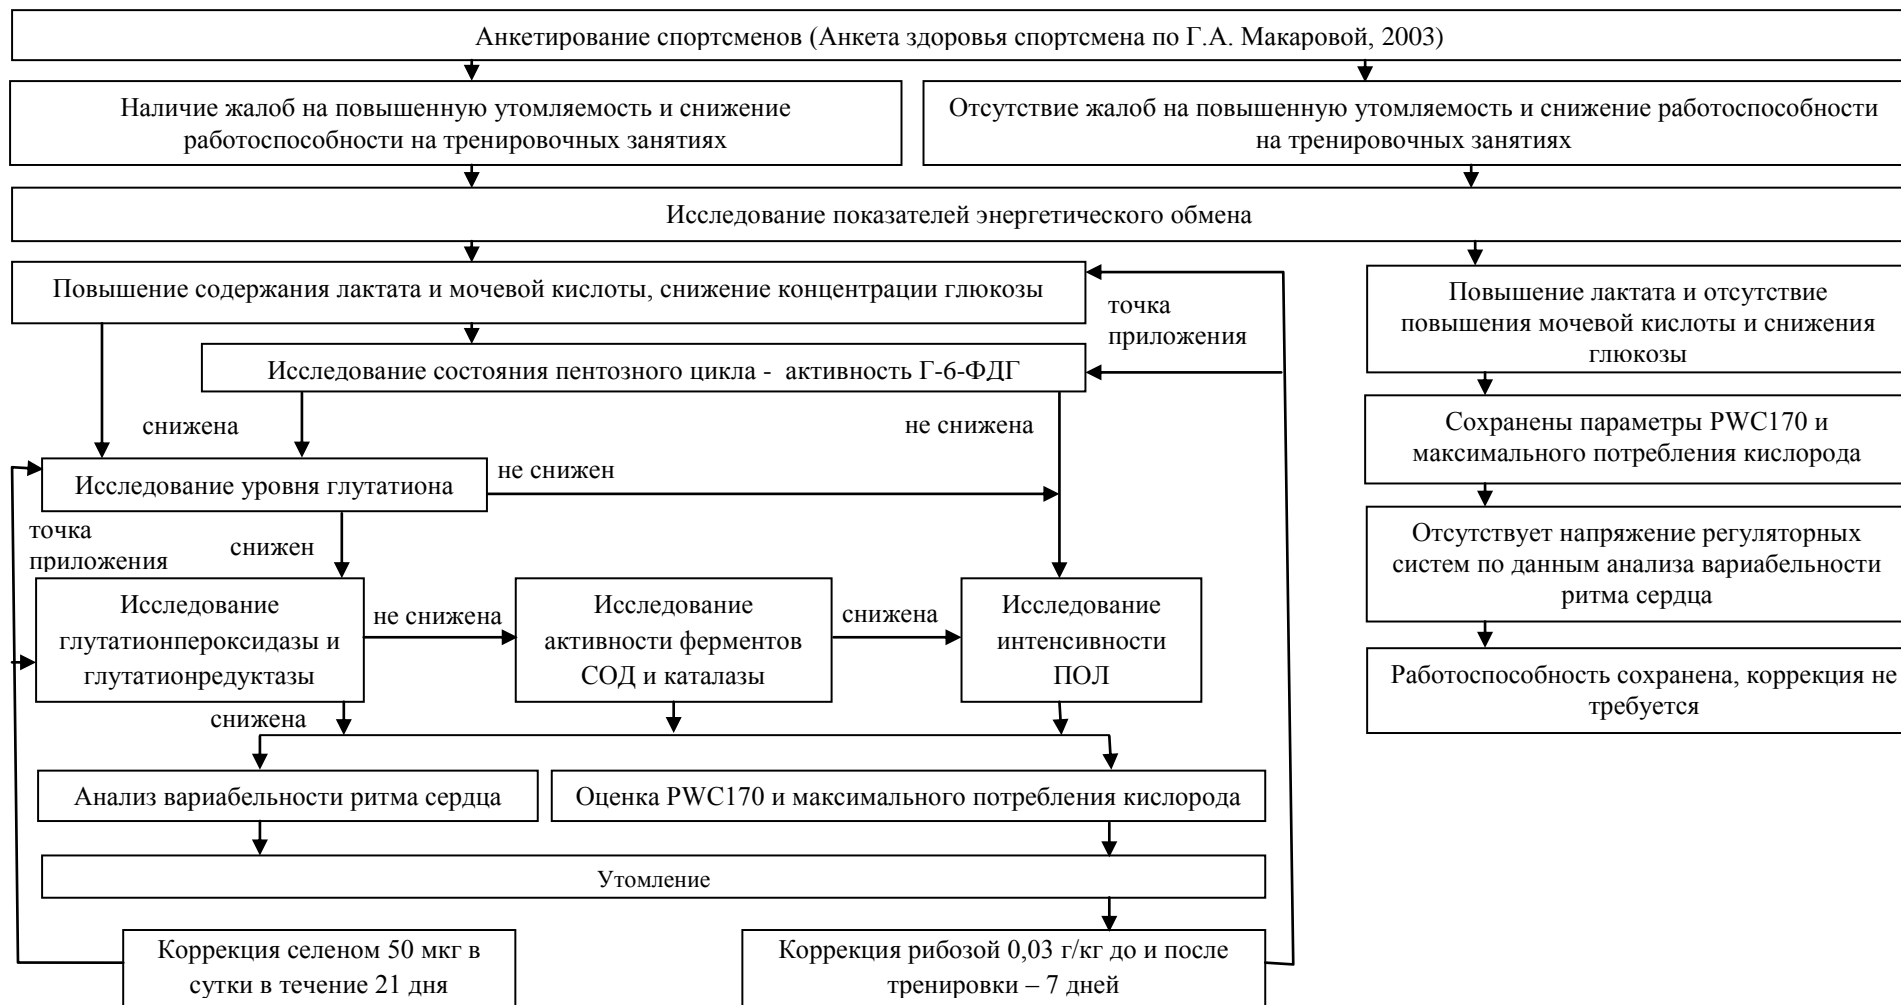 Анкетирование спортсменов (Анкета здоровья спортсмена по Г.А. Макаровой, 2003)
Наличие жалоб на повышенную утомляемость и снижение
работоспособности на тренировочных занятиях
Отсутствие жалоб на повышенную утомляемость и снижение работоспособности
на тренировочных занятиях
Исследование показателей энергетического обмена
Повышение содержания лактата и мочевой кислоты, снижение концентрации глюкозы
точка
приложения
Повышение лактата и отсутствие
повышения мочевой кислоты и снижения
глюкозы
Исследование состояния пентозного цикла - активность Г-6-ФДГ
снижена
не снижена
Сохранены параметры PWC170 и
максимального потребления кислорода
Исследование уровня глутатиона
не снижен
точка
приложения
снижен
Отсутствует напряжение регуляторных
систем по данным анализа вариабельности
ритма сердца
Исследование
глутатионпероксидазы и
глутатионредуктазы
не снижена
Исследование
активности ферментов
СОД и каталазы
снижена
Исследование
интенсивности
ПОЛ
Работоспособность сохранена, коррекция не
требуется
снижена
Анализ вариабельности ритма сердца
Оценка PWC170 и максимального потребления кислорода
Утомление
Коррекция селеном 50 мкг в
сутки в течение 21 дня
Коррекция рибозой 0,03 г/кг до и после
тренировки – 7 дней